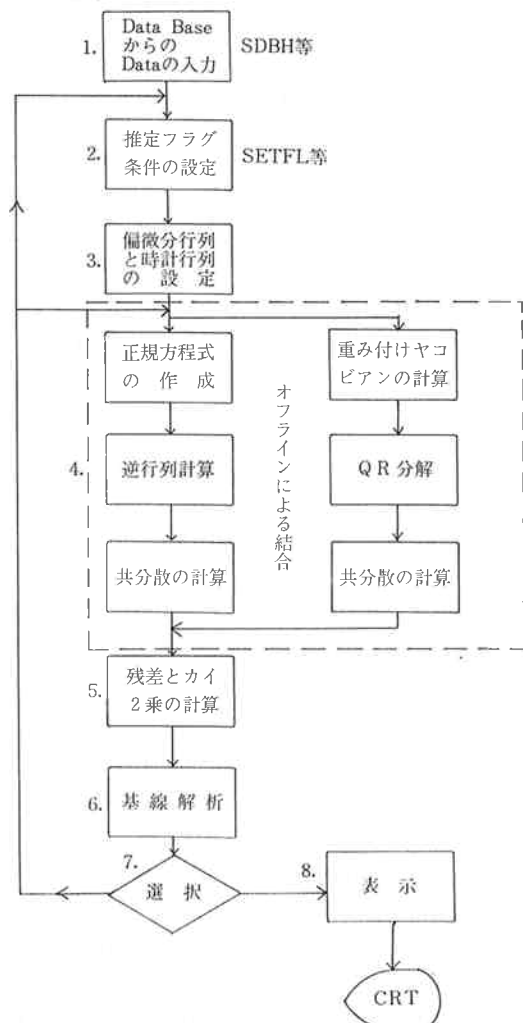 1.
Data Base
からの
Dataの入力
SDBH等
2.
推定フラグ
条件の設定
SETFL等
3.
偏微分行列
と時計行列
の設定
4.
正規方程式
の作成
逆行列計算
共分散の計算
オフラインによる結合
重み付けヤコ
ビアンの計算
QR分解
共分散の計算
5.
残差とカイ
2乗の計算
6.
基線解析
7.
選択
8.
表示
CRT